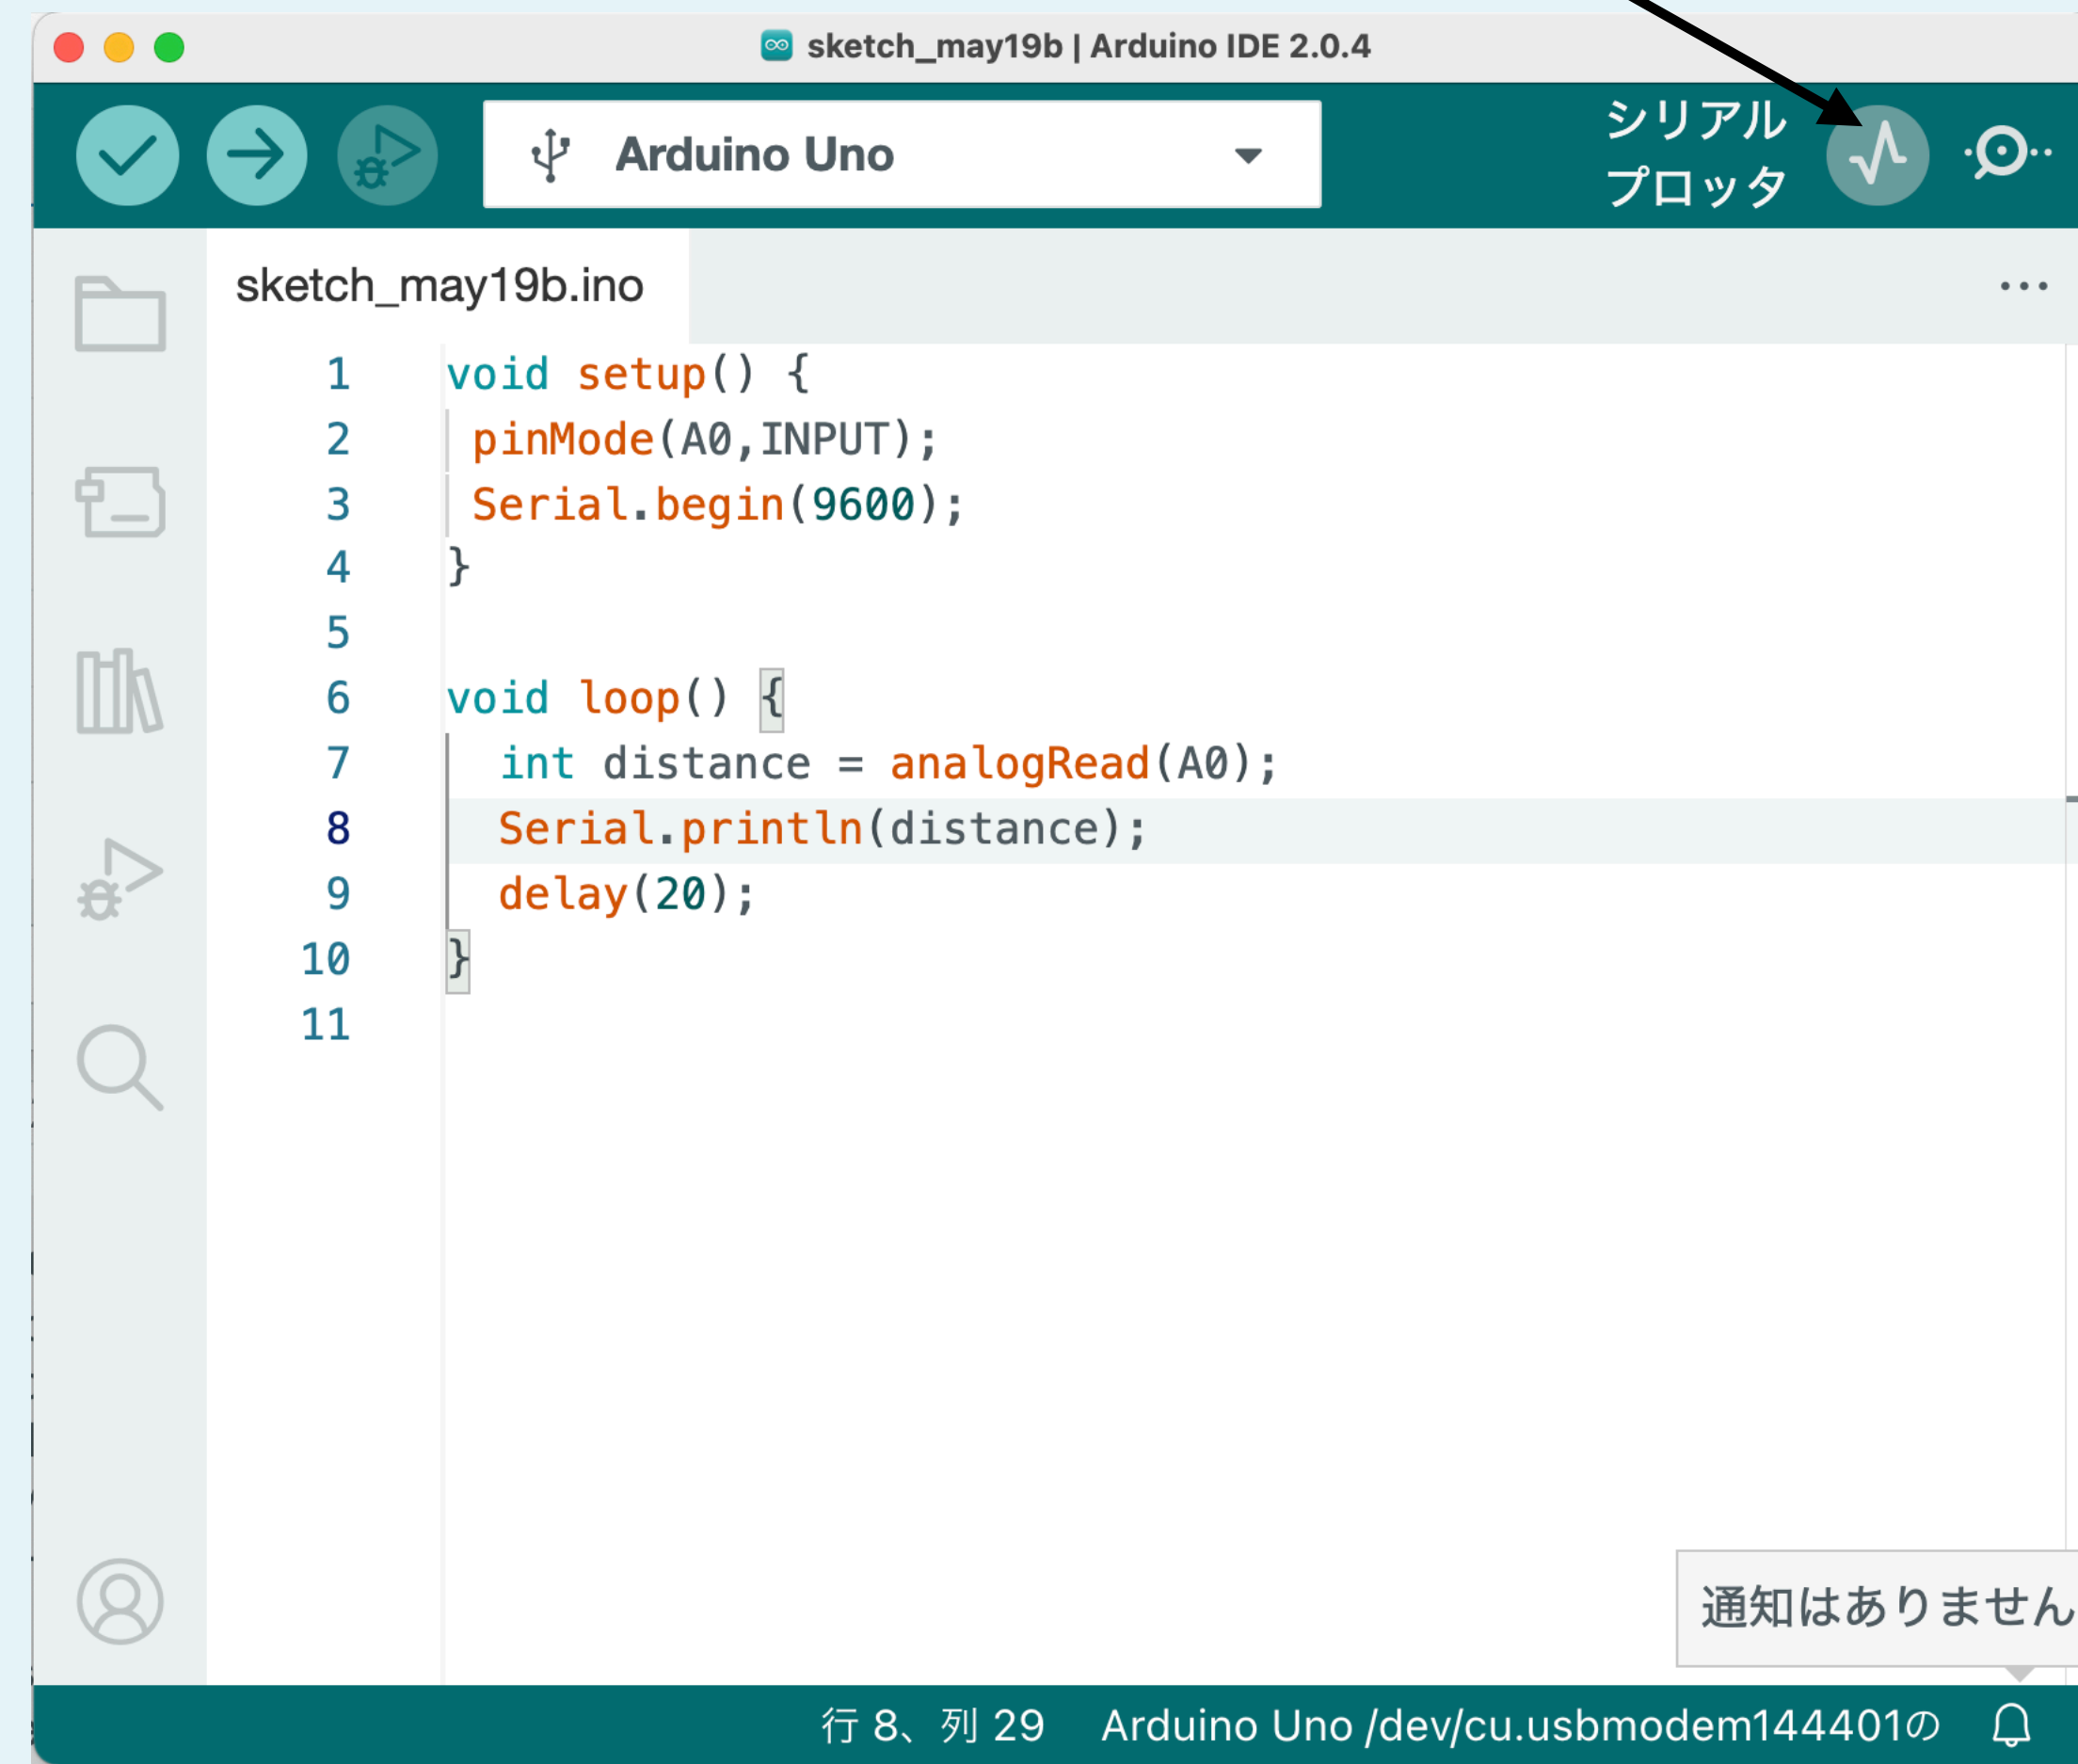 sketch_may19b | Arduino IDE 2.0.4
Arduino Uno
シリアル
プロッタ
sketch_may19b.ino
1 void setup() {
2 pinMode(A0,INPUT);
3 Serial.begin(9600);
4 }
5
6 void loop() {
7 int distance = analogRead(A0);
8 Serial.println(distance);
9 delay(20);
10 }
11
通知はありません
行 8、列 29 Arduino Uno /dev/cu.usbmodem144401の